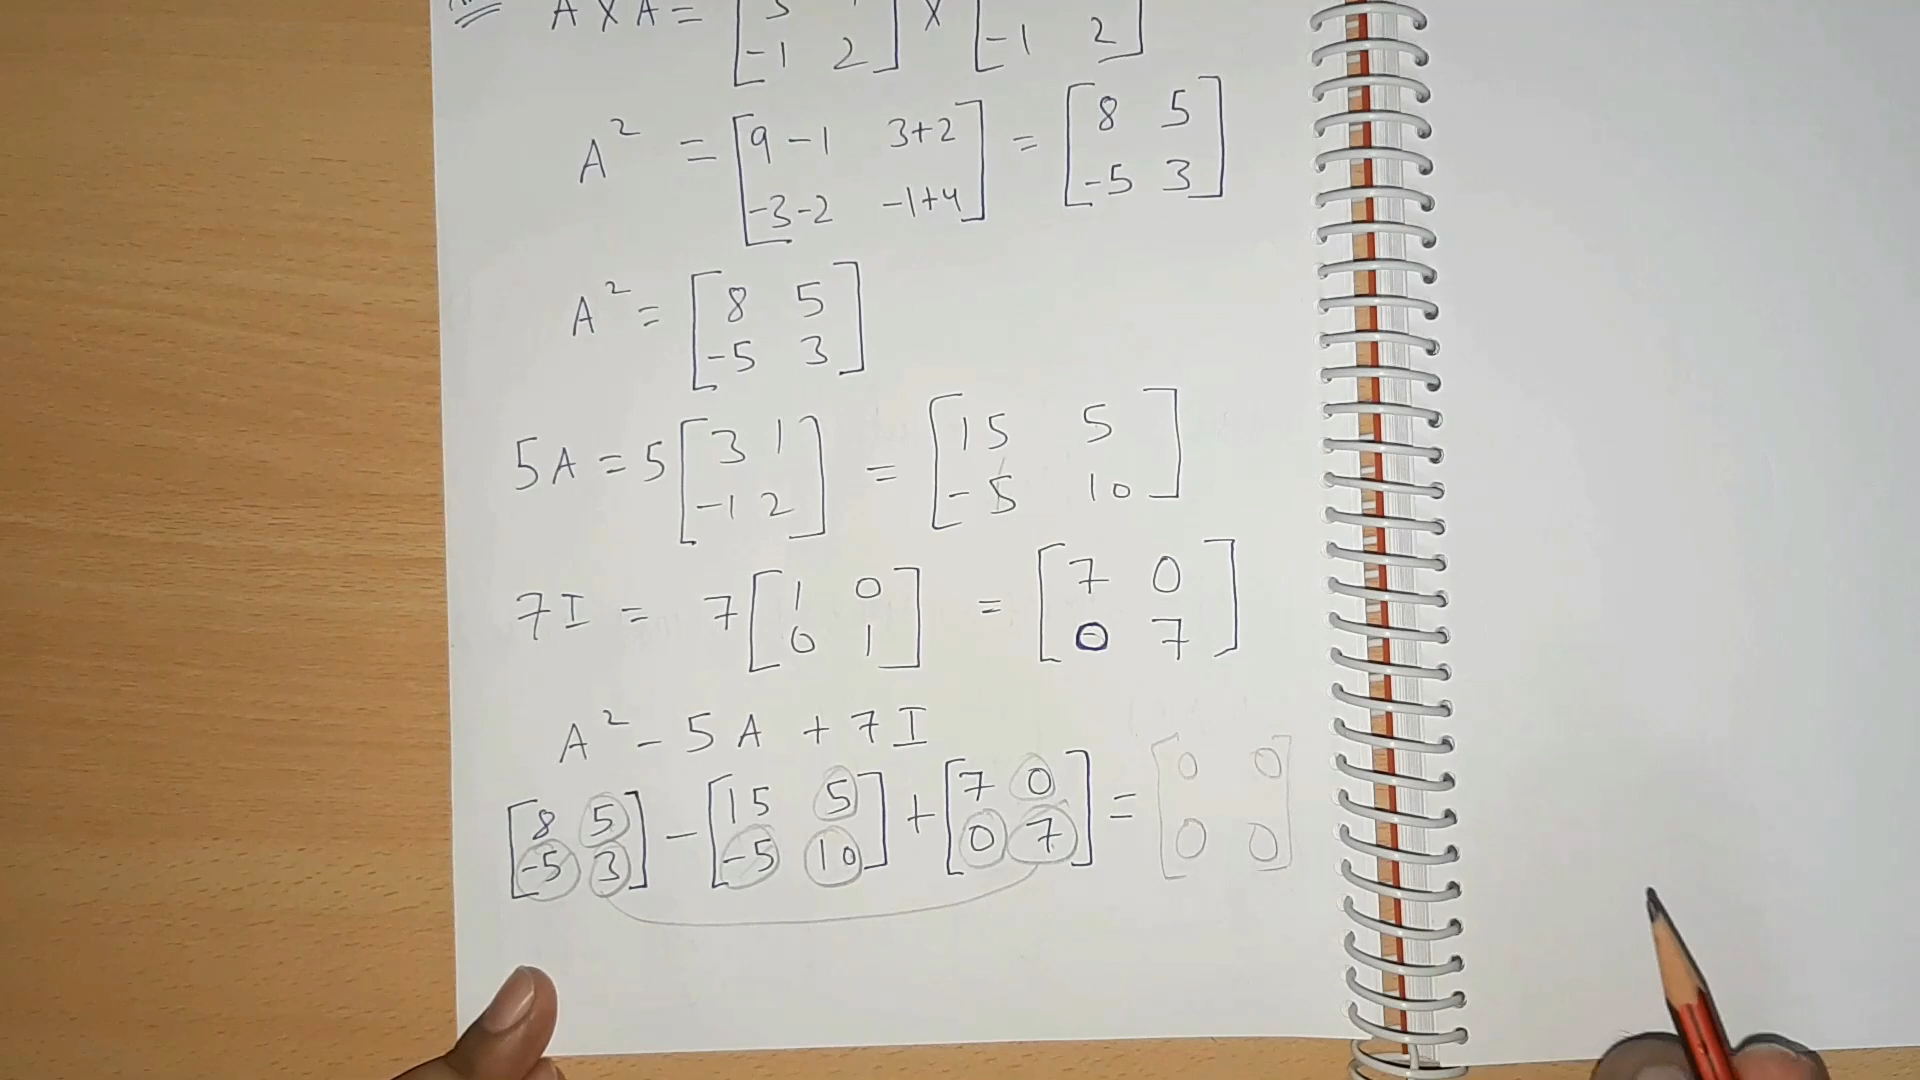 A X A = [3 1 -1 2] X [-1 2]
A² = [9-1 3+2 -3-2 -1+4] = [8 5 -5 3]
A² = [8 5 -5 3]
5A = 5[3 1 -1 2] = [15 5 -5 10]
7I = 7[1 0 0 1] = [7 0 0 7]
A² - 5A + 7I
[8 5 -5 3] - [15 5 -5 10] + [7 0 0 7] = [0 0 0 0]